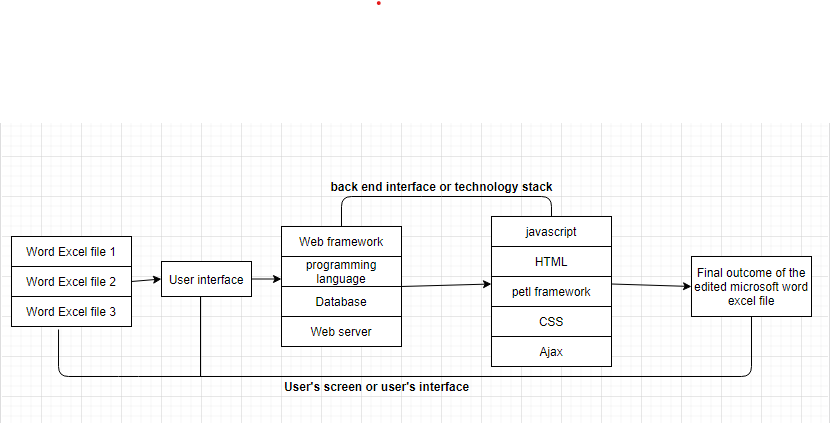 back end interface or technology stack
Word Excel file 1
Word Excel file 2
Word Excel file 3
User interface
Web framework
programming
language
Database
Web server
javascript
HTML
petl framework
CSS
Ajax
Final outcome of the
edited microsoft word
excel file
User's screen or user's interface